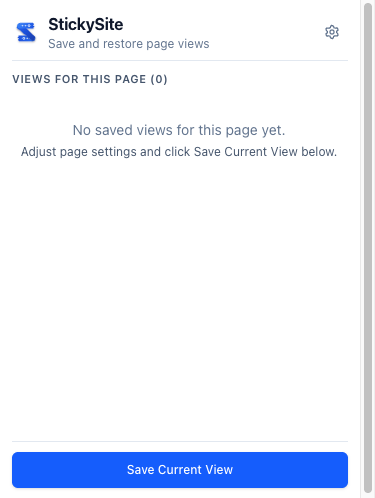 StickySite
Save and restore page views
VIEWS FOR THIS PAGE (0)
No saved views for this page yet.
Adjust page settings and click Save Current View below.
Save Current View